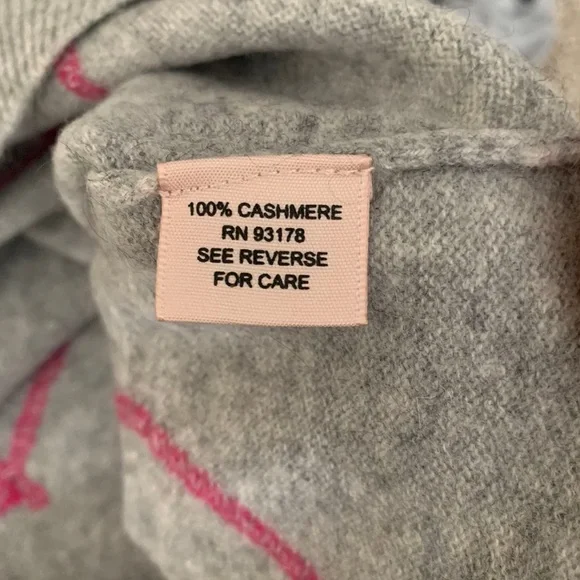 100% CASHMERE
RN 93178
SEE REVERSE
FOR CARE